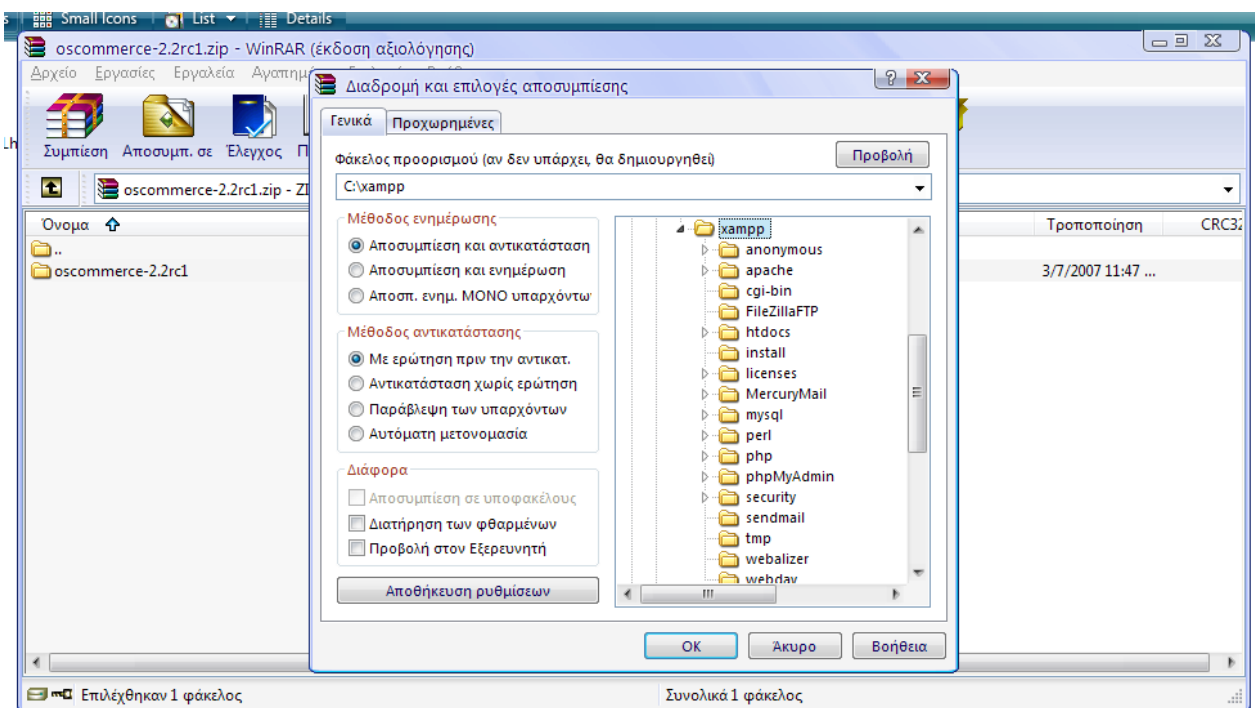 Small Icons List Details
oscommerce-2.2rc1.zip - WinRAR (έκδοση αξιολόγησης)
Αρχείο Εργασίες Εργαλεία Αγαπημ
Συμπίεση Αποσυμπ. σε Έλεγχος Π
oscommerce-2.2rc1.zip - ZI
Όνομα Τροποποίηση CRC32
..
oscommerce-2.2rc1 3/7/2007 11:47 ...
Διαδρομή και επιλογές αποσυμπίεσης
Γενικά Προχωρημένες
Φάκελος προορισμού (αν δεν υπάρχει, θα δημιουργηθεί)
Προβολή
C:\xampp
Μέθοδος ενημέρωσης
Αποσυμπίεση και αντικατάσταση
Αποσυμπίεση και ενημέρωση
Αποσπ. ενημ. ΜΟΝΟ υπαρχόντω
Μέθοδος αντικατάστασης
Με ερώτηση πριν την αντικατ.
Αντικατάσταση χωρίς ερώτηση
Παράβλεψη των υπαρχόντων
Αυτόματη μετονομασία
Διάφορα
Αποσυμπίεση σε υποφακέλους
Διατήρηση των φθαρμένων
Προβολή στον Εξερευνητή
Αποθήκευση ρυθμίσεων
xampp
anonymous
apache
cgi-bin
FileZillaFTP
htdocs
install
licenses
MercuryMail
mysql
perl
php
phpMyAdmin
security
sendmail
tmp
webalizer
webdav
OK Άκυρο Βοήθεια
Επιλέχθηκαν 1 φάκελος
Συνολικά 1 φάκελος